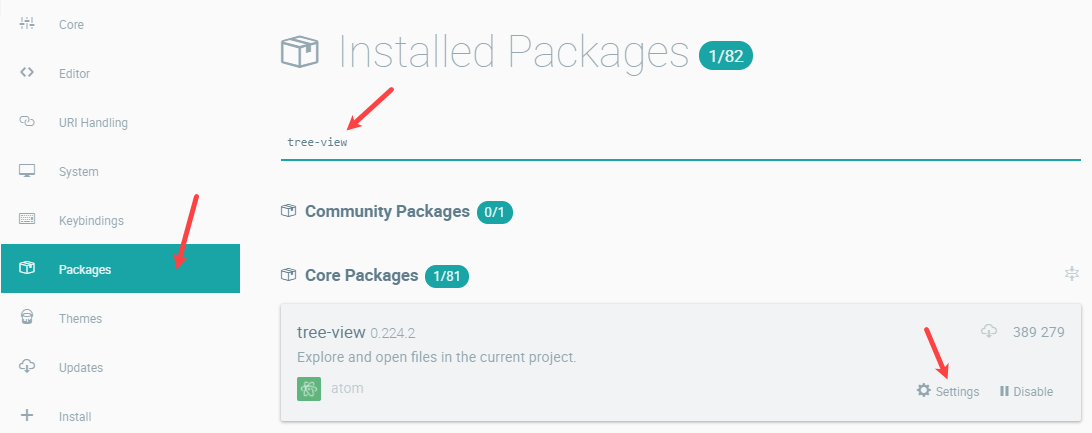 Core
Editor
URI Handling
System
Keybindings
Packages
Themes
Updates
Install
Installed Packages 1/82
tree-view
Community Packages 0/1
Core Packages 1/81
tree-view 0.224.2
389 279
Explore and open files in the current project.
atom
Settings
Disable